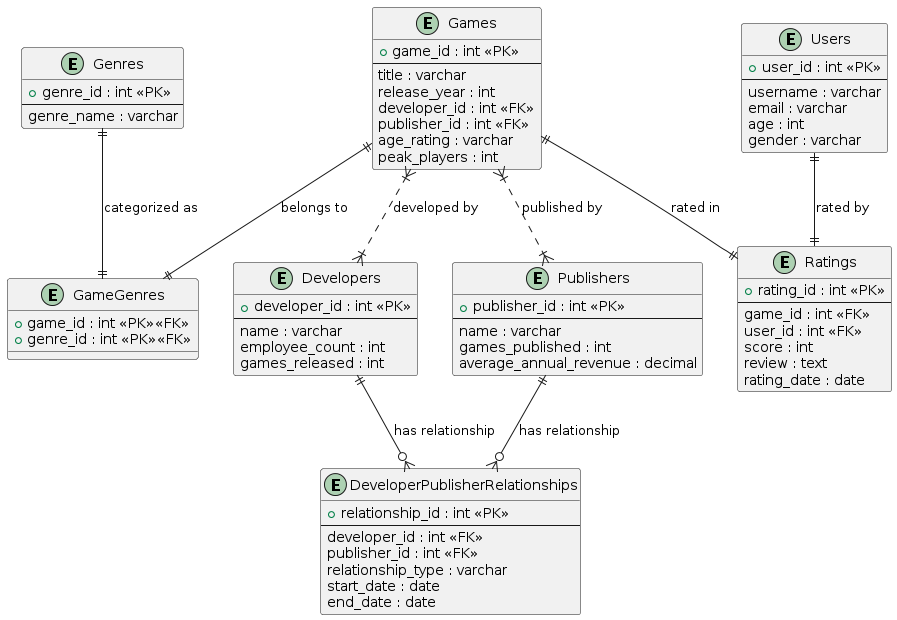 E Games
game_id : int «PK»
title : varchar
release_year : int
developer_id : int «FK»
publisher_id : int «FK»
age_rating : varchar
peak_players : int
E Genres
genre_id : int «PK»
genre_name : varchar
E Users
user_id : int «PK»
username : varchar
email : varchar
age : int
gender : varchar
categorized as
belongs to
developed by
published by
rated in
rated by
E GameGenres
game_id : int «PK» «FK»
genre_id : int «PK» «FK»
E Developers
developer_id : int «PK»
name : varchar
employee_count : int
games_released : int
E Publishers
publisher_id : int «PK»
name : varchar
games_published : int
average_annual_revenue : decimal
E Ratings
rating_id : int «PK»
game_id : int «FK»
user_id : int «FK»
score : int
review : text
rating_date : date
has relationship
has relationship
E DeveloperPublisherRelationships
relationship_id : int «PK»
developer_id : int «FK»
publisher_id : int «FK»
relationship_type : varchar
start_date : date
end_date : date